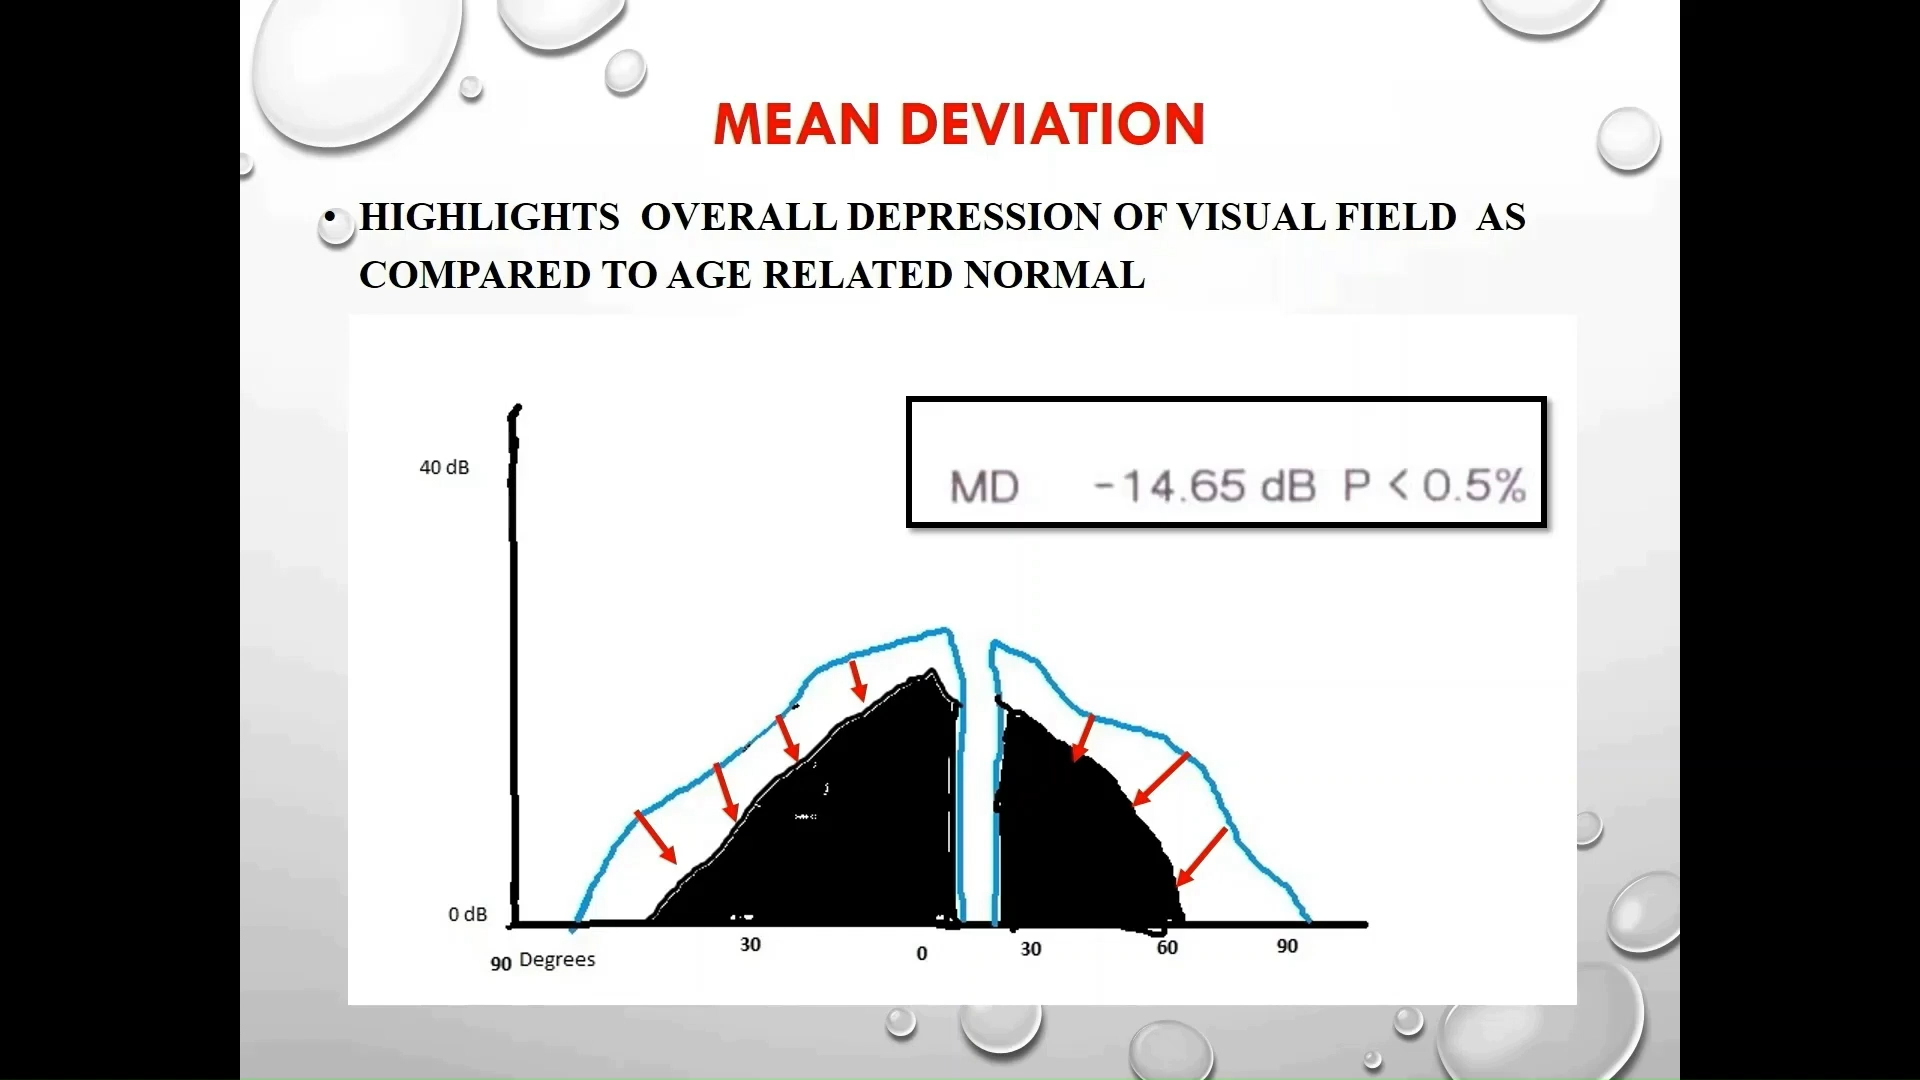 MEAN DEVIATION
• HIGHLIGHTS OVERALL DEPRESSION OF VISUAL FIELD AS
COMPARED TO AGE RELATED NORMAL
40 dB
MD -14.65 dB P < 0.5%
0 dB
90 Degrees 30 0 30 60 90